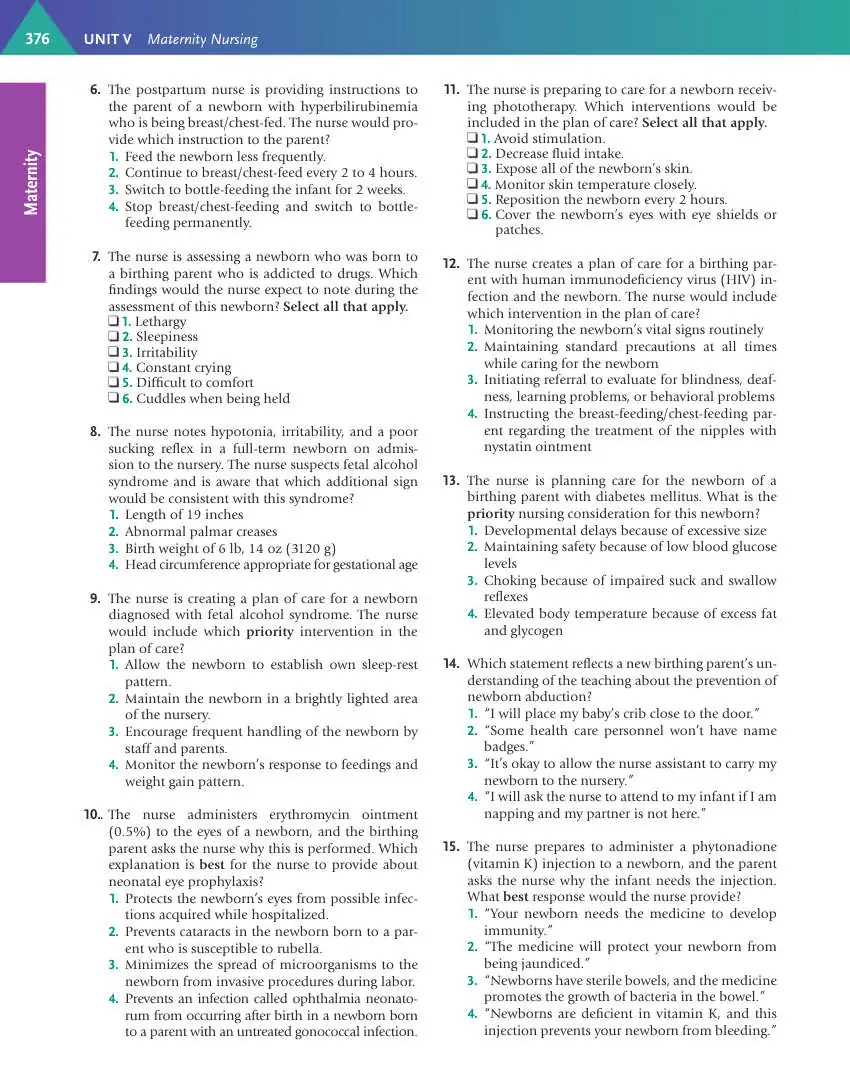 376
UNIT V Maternity Nursing
Maternity
6. The postpartum nurse is providing instructions to
the parent of a newborn with hyperbilirubinemia
who is being breast/chest-fed. The nurse would pro-
vide which instruction to the parent?
1. Feed the newborn less frequently.
2. Continue to breast/chest-feed every 2 to 4 hours.
3. Switch to bottle-feeding the infant for 2 weeks.
4. Stop breast/chest-feeding and switch to bottle-
feeding permanently.
7. The nurse is assessing a newborn who was born to
a birthing parent who is addicted to drugs. Which
findings would the nurse expect to note during the
assessment of this newborn? Select all that apply.
❑ 1. Lethargy
❑ 2. Sleepiness
❑ 3. Irritability
❑ 4. Constant crying
❑ 5. Difficult to comfort
❑ 6. Cuddles when being held
8. The nurse notes hypotonia, irritability, and a poor
sucking reflex in a full-term newborn on admis-
sion to the nursery. The nurse suspects fetal alcohol
syndrome and is aware that which additional sign
would be consistent with this syndrome?
1. Length of 19 inches
2. Abnormal palmar creases
3. Birth weight of 6 lb, 14 oz (3120 g)
4. Head circumference appropriate for gestational age
9. The nurse is creating a plan of care for a newborn
diagnosed with fetal alcohol syndrome. The nurse
would include which priority intervention in the
plan of care?
1. Allow the newborn to establish own sleep-rest
pattern.
2. Maintain the newborn in a brightly lighted area
of the nursery.
3. Encourage frequent handling of the newborn by
staff and parents.
4. Monitor the newborn's response to feedings and
weight gain pattern.
10.. The nurse administers erythromycin ointment
(0.5%) to the eyes of a newborn, and the birthing
parent asks the nurse why this is performed. Which
explanation is best for the nurse to provide about
neonatal eye prophylaxis?
1. Protects the newborn's eyes from possible infec-
tions acquired while hospitalized.
2. Prevents cataracts in the newborn born to a par-
ent who is susceptible to rubella.
3. Minimizes the spread of microorganisms to the
newborn from invasive procedures during labor.
4. Prevents an infection called ophthalmia neonato-
rum from occurring after birth in a newborn born
to a parent with an untreated gonococcal infection.
11. The nurse is preparing to care for a newborn receiv-
ing phototherapy. Which interventions would be
included in the plan of care? Select all that apply.
❑ 1. Avoid stimulation.
❑ 2. Decrease fluid intake.
❑ 3. Expose all of the newborn's skin.
❑ 4. Monitor skin temperature closely.
❑ 5. Reposition the newborn every 2 hours.
❑ 6. Cover the newborn's eyes with eye shields or
patches.
12. The nurse creates a plan of care for a birthing par-
ent with human immunodeficiency virus (HIV) in-
fection and the newborn. The nurse would include
which intervention in the plan of care?
1. Monitoring the newborn's vital signs routinely
2. Maintaining standard precautions at all times
while caring for the newborn
3. Initiating referral to evaluate for blindness, deaf-
ness, learning problems, or behavioral problems
4. Instructing the breast-feeding/chest-feeding par-
ent regarding the treatment of the nipples with
nystatin ointment
13. The nurse is planning care for the newborn of a
birthing parent with diabetes mellitus. What is the
priority nursing consideration for this newborn?
1. Developmental delays because of excessive size
2. Maintaining safety because of low blood glucose
levels
3. Choking because of impaired suck and swallow
reflexes
4. Elevated body temperature because of excess fat
and glycogen
14. Which statement reflects a new birthing parent's un-
derstanding of the teaching about the prevention of
newborn abduction?
1. "I will place my baby's crib close to the door."
2. "Some health care personnel won't have name
badges."
3. "It's okay to allow the nurse assistant to carry my
newborn to the nursery."
4. "I will ask the nurse to attend to my infant if I am
napping and my partner is not here."
15. The nurse prepares to administer a phytonadione
(vitamin K) injection to a newborn, and the parent
asks the nurse why the infant needs the injection.
What best response would the nurse provide?
1. "Your newborn needs the medicine to develop
immunity."
2. "The medicine will protect your newborn from
being jaundiced."
3. "Newborns have sterile bowels, and the medicine
promotes the growth of bacteria in the bowel."
4. "Newborns are deficient in vitamin K, and this
injection prevents your newborn from bleeding."